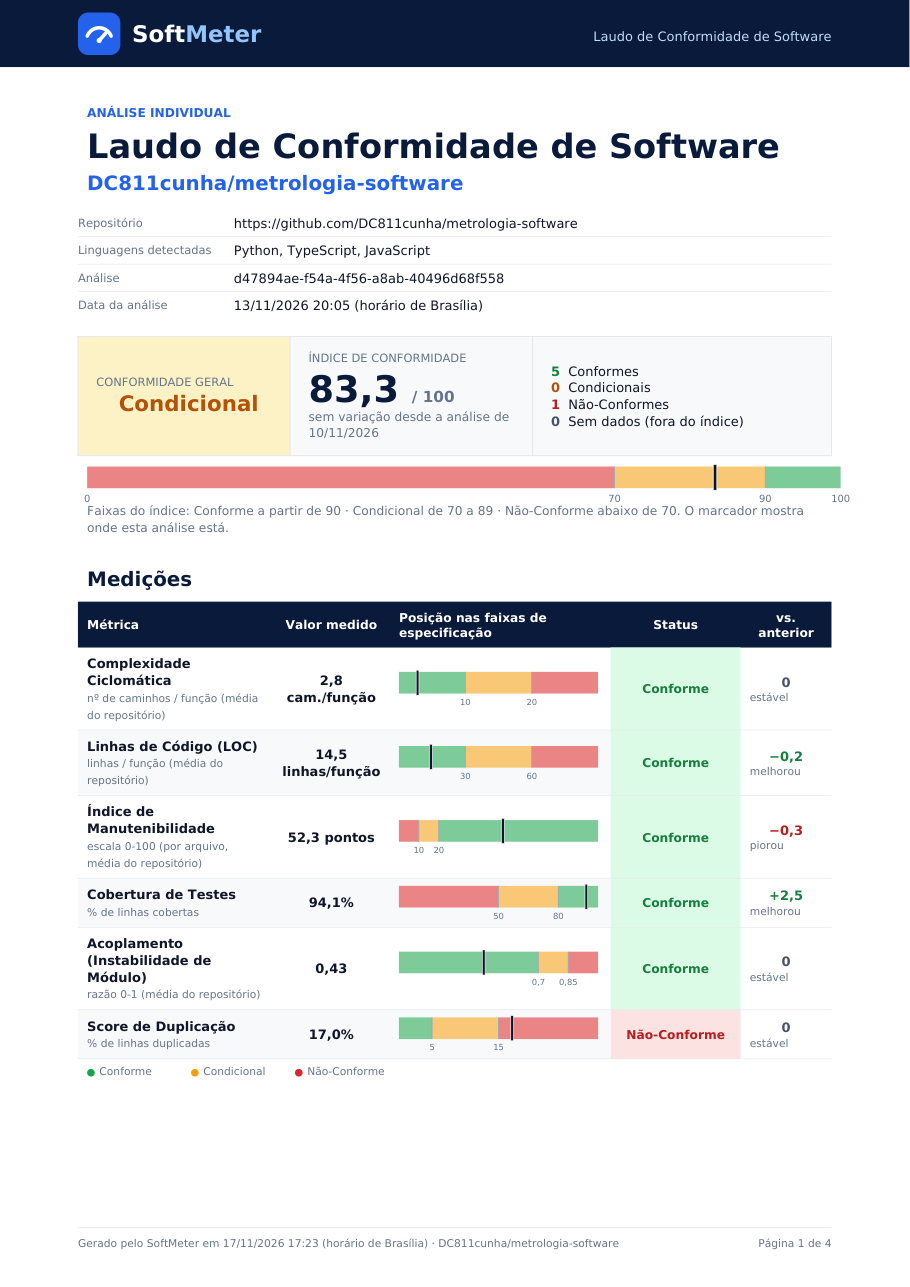 SoftMeter
Laudo de Conformidade de Software
ANÁLISE INDIVIDUAL
Laudo de Conformidade de Software
DC811cunha/metrologia-software
Repositório https://github.com/DC811cunha/metrologia-software
Linguagens detectadas Python, TypeScript, JavaScript
Análise d47894ae-f54a-4f56-a8ab-40496d68f558
Data da análise 13/11/2026 20:05 (horário de Brasília)
CONFORMIDADE GERAL
Condicional
ÍNDICE DE CONFORMIDADE
83,3 / 100
sem variação desde a análise de
10/11/2026
5 Conformes
0 Condicionais
1 Não-Conformes
0 Sem dados (fora do índice)
0 70 90 100
Faixas do índice: Conforme a partir de 90 · Condicional de 70 a 89 · Não-Conforme abaixo de 70. O marcador mostra
onde esta análise está.
Medições
Métrica
Valor medido
Posição nas faixas de
especificação
Status
vs.
anterior
Complexidade
Ciclomática
nº de caminhos / função (média
do repositório)
2,8
cam./função
10 20
Conforme
0
estável
Linhas de Código (LOC)
linhas / função (média do
repositório)
14,5
linhas/função
30 60
Conforme
−0,2
melhorou
Índice de
Manutenibilidade
escala 0-100 (por arquivo,
média do repositório)
52,3 pontos
10 20
Conforme
−0,3
piorou
Cobertura de Testes
% de linhas cobertas
94,1%
50 80
Conforme
+2,5
melhorou
Acoplamento
(Instabilidade de
Módulo)
razão 0-1 (média do repositório)
0,43
0,7 0,85
Conforme
0
estável
Score de Duplicação
% de linhas duplicadas
17,0%
5 15
Não-Conforme
0
estável
Conforme Condicional Não-Conforme
Gerado pelo SoftMeter em 17/11/2026 17:23 (horário de Brasília) · DC811cunha/metrologia-software
Página 1 de 4